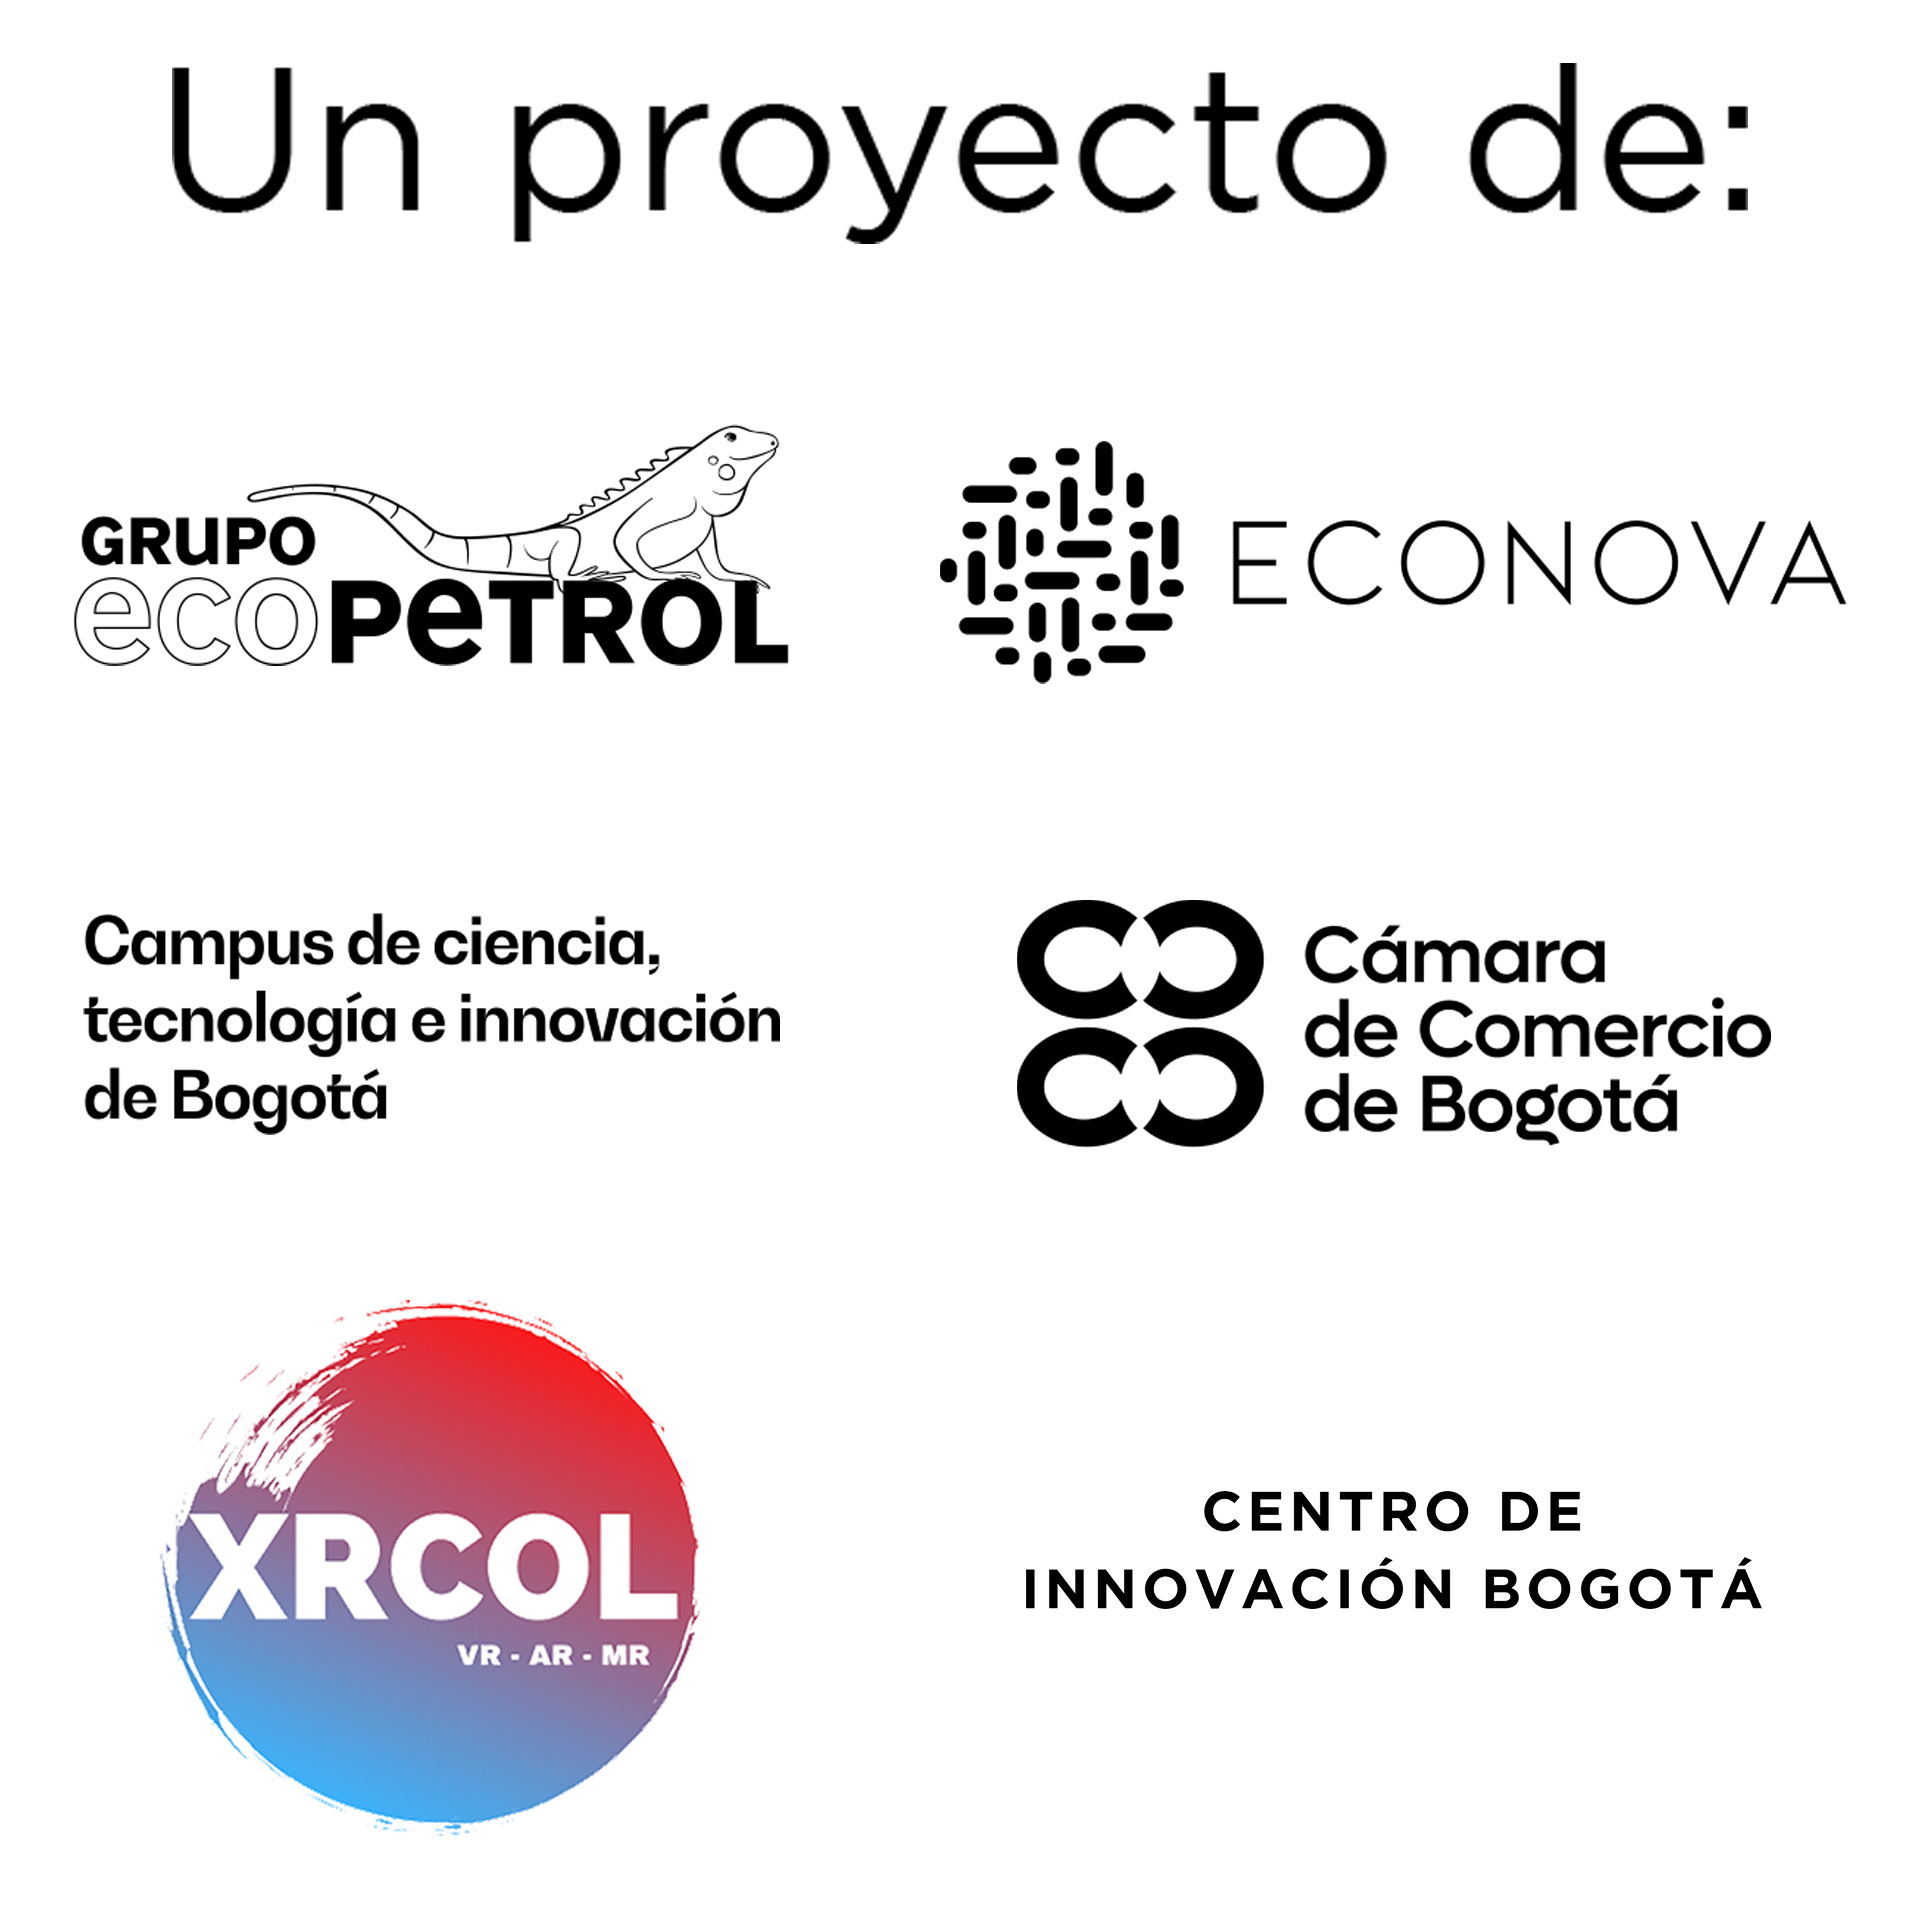 Un proyecto de:
GRUPO
ecoPeTROL
ECONOVA
Campus de ciencia,
tecnología e innovación
de Bogotá
Cámara
de Comercio
de Bogotá
XRCOL
VR - AR - MR
CENTRO DE
INNOVACIÓN BOGOTÁ